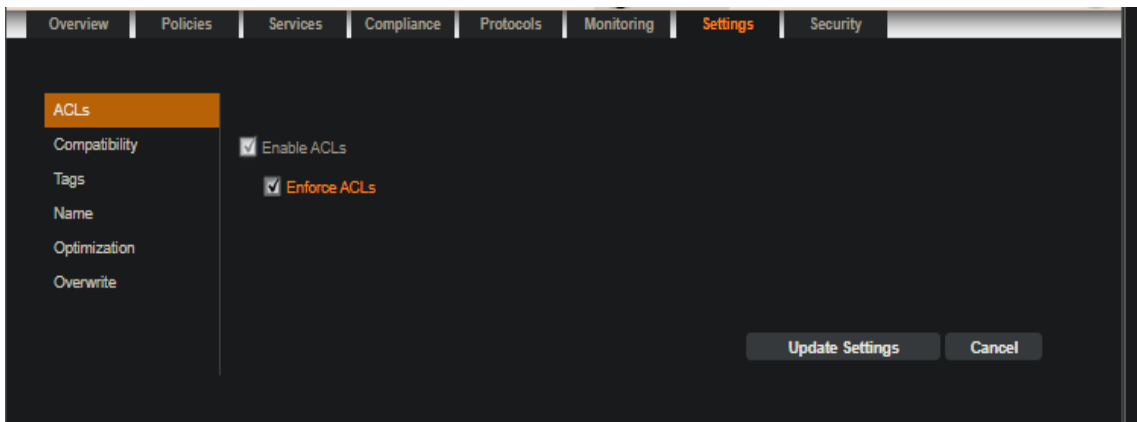 Overview Policies Services Compliance Protocols Monitoring Settings Security
ACLs
Compatibility
Tags
Name
Optimization
Overwrite
Enable ACLs
Enforce ACLs
Update Settings Cancel